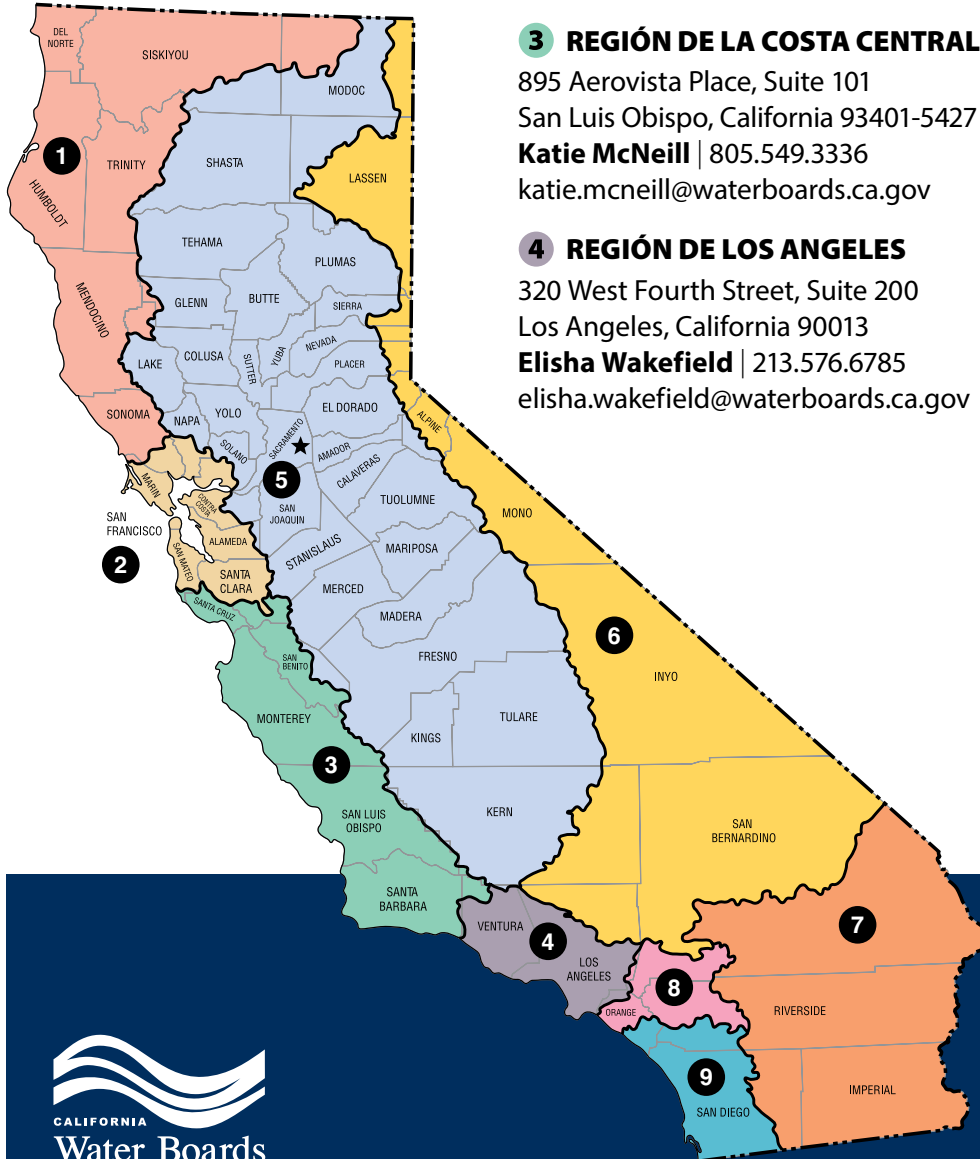 3 REGIÓN DE LA COSTA CENTRAL
895 Aerovista Place, Suite 101
San Luis Obispo, California 93401-5427
Katie McNeill | 805.549.3336
katie.mcneill@waterboards.ca.gov
4 REGIÓN DE LOS ANGELES
320 West Fourth Street, Suite 200
Los Angeles, California 90013
Elisha Wakefield | 213.576.6785
elisha.wakefield@waterboards.ca.gov
DEL
NORTE
SISKIYOU
MODOC
1
TRINITY
SHASTA
LASSEN
HUMBOLDT
TEHAMA
PLUMAS
MENDOCINO
GLENN
BUTTE
SIERRA
LAKE
COLUSA
SUTTER
YUBA
NEVADA
PLACER
SONOMA
NAPA
YOLO
EL DORADO
ALPINE
SOLANO
SACRAMENTO
AMADOR
CALAVERAS
5
MARIN
CONTRA
COSTA
SAN
JOAQUIN
TUOLUMNE
MONO
SAN
FRANCISCO
2
SAN MATEO
ALAMEDA
SANTA
CLARA
STANISLAUS
MARIPOSA
MERCED
SANTA CRUZ
MADERA
6
SAN
BENITO
FRESNO
INYO
MONTEREY
KINGS
TULARE
3
SAN LUIS
OBISPO
KERN
SAN
BERNARDINO
SANTA
BARBARA
VENTURA
4
LOS
ANGELES
7
8
ORANGE
RIVERSIDE
9
SAN DIEGO
IMPERIAL
CALIFORNIA
Water Boards